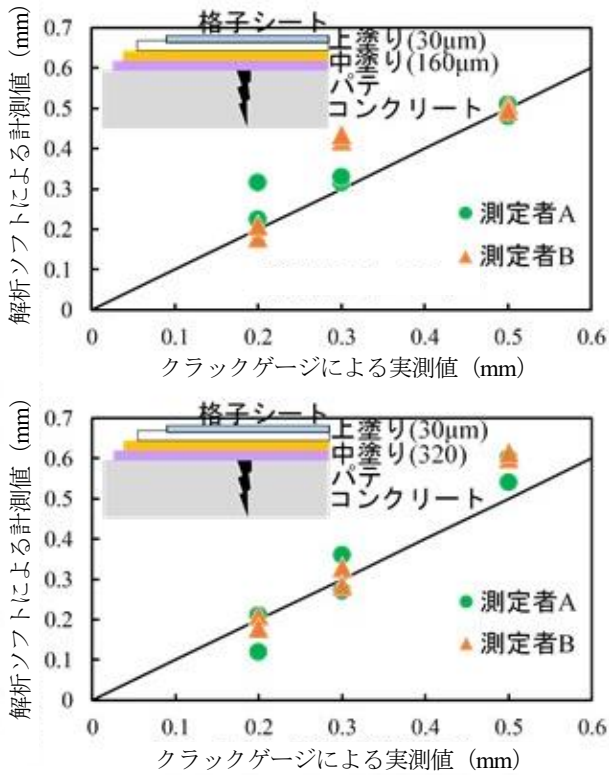 格子シート
上塗り(30μm)
中塗り(160μm)
パテ
コンクリート
解析ソフトによる計測値 (mm)
0.7
0.6
0.5
0.4
0.3
0.2
0.1
0
測定者A
測定者B
0 0.1 0.2 0.3 0.4 0.5 0.6
クラックゲージによる実測値 (mm)
格子シート
上塗り(30μm)
中塗り(320)
パテ
コンクリート
解析ソフトによる計測値 (mm)
0.7
0.6
0.5
0.4
0.3
0.2
0.1
0
測定者A
測定者B
0 0.1 0.2 0.3 0.4 0.5 0.6
クラックゲージによる実測値 (mm)